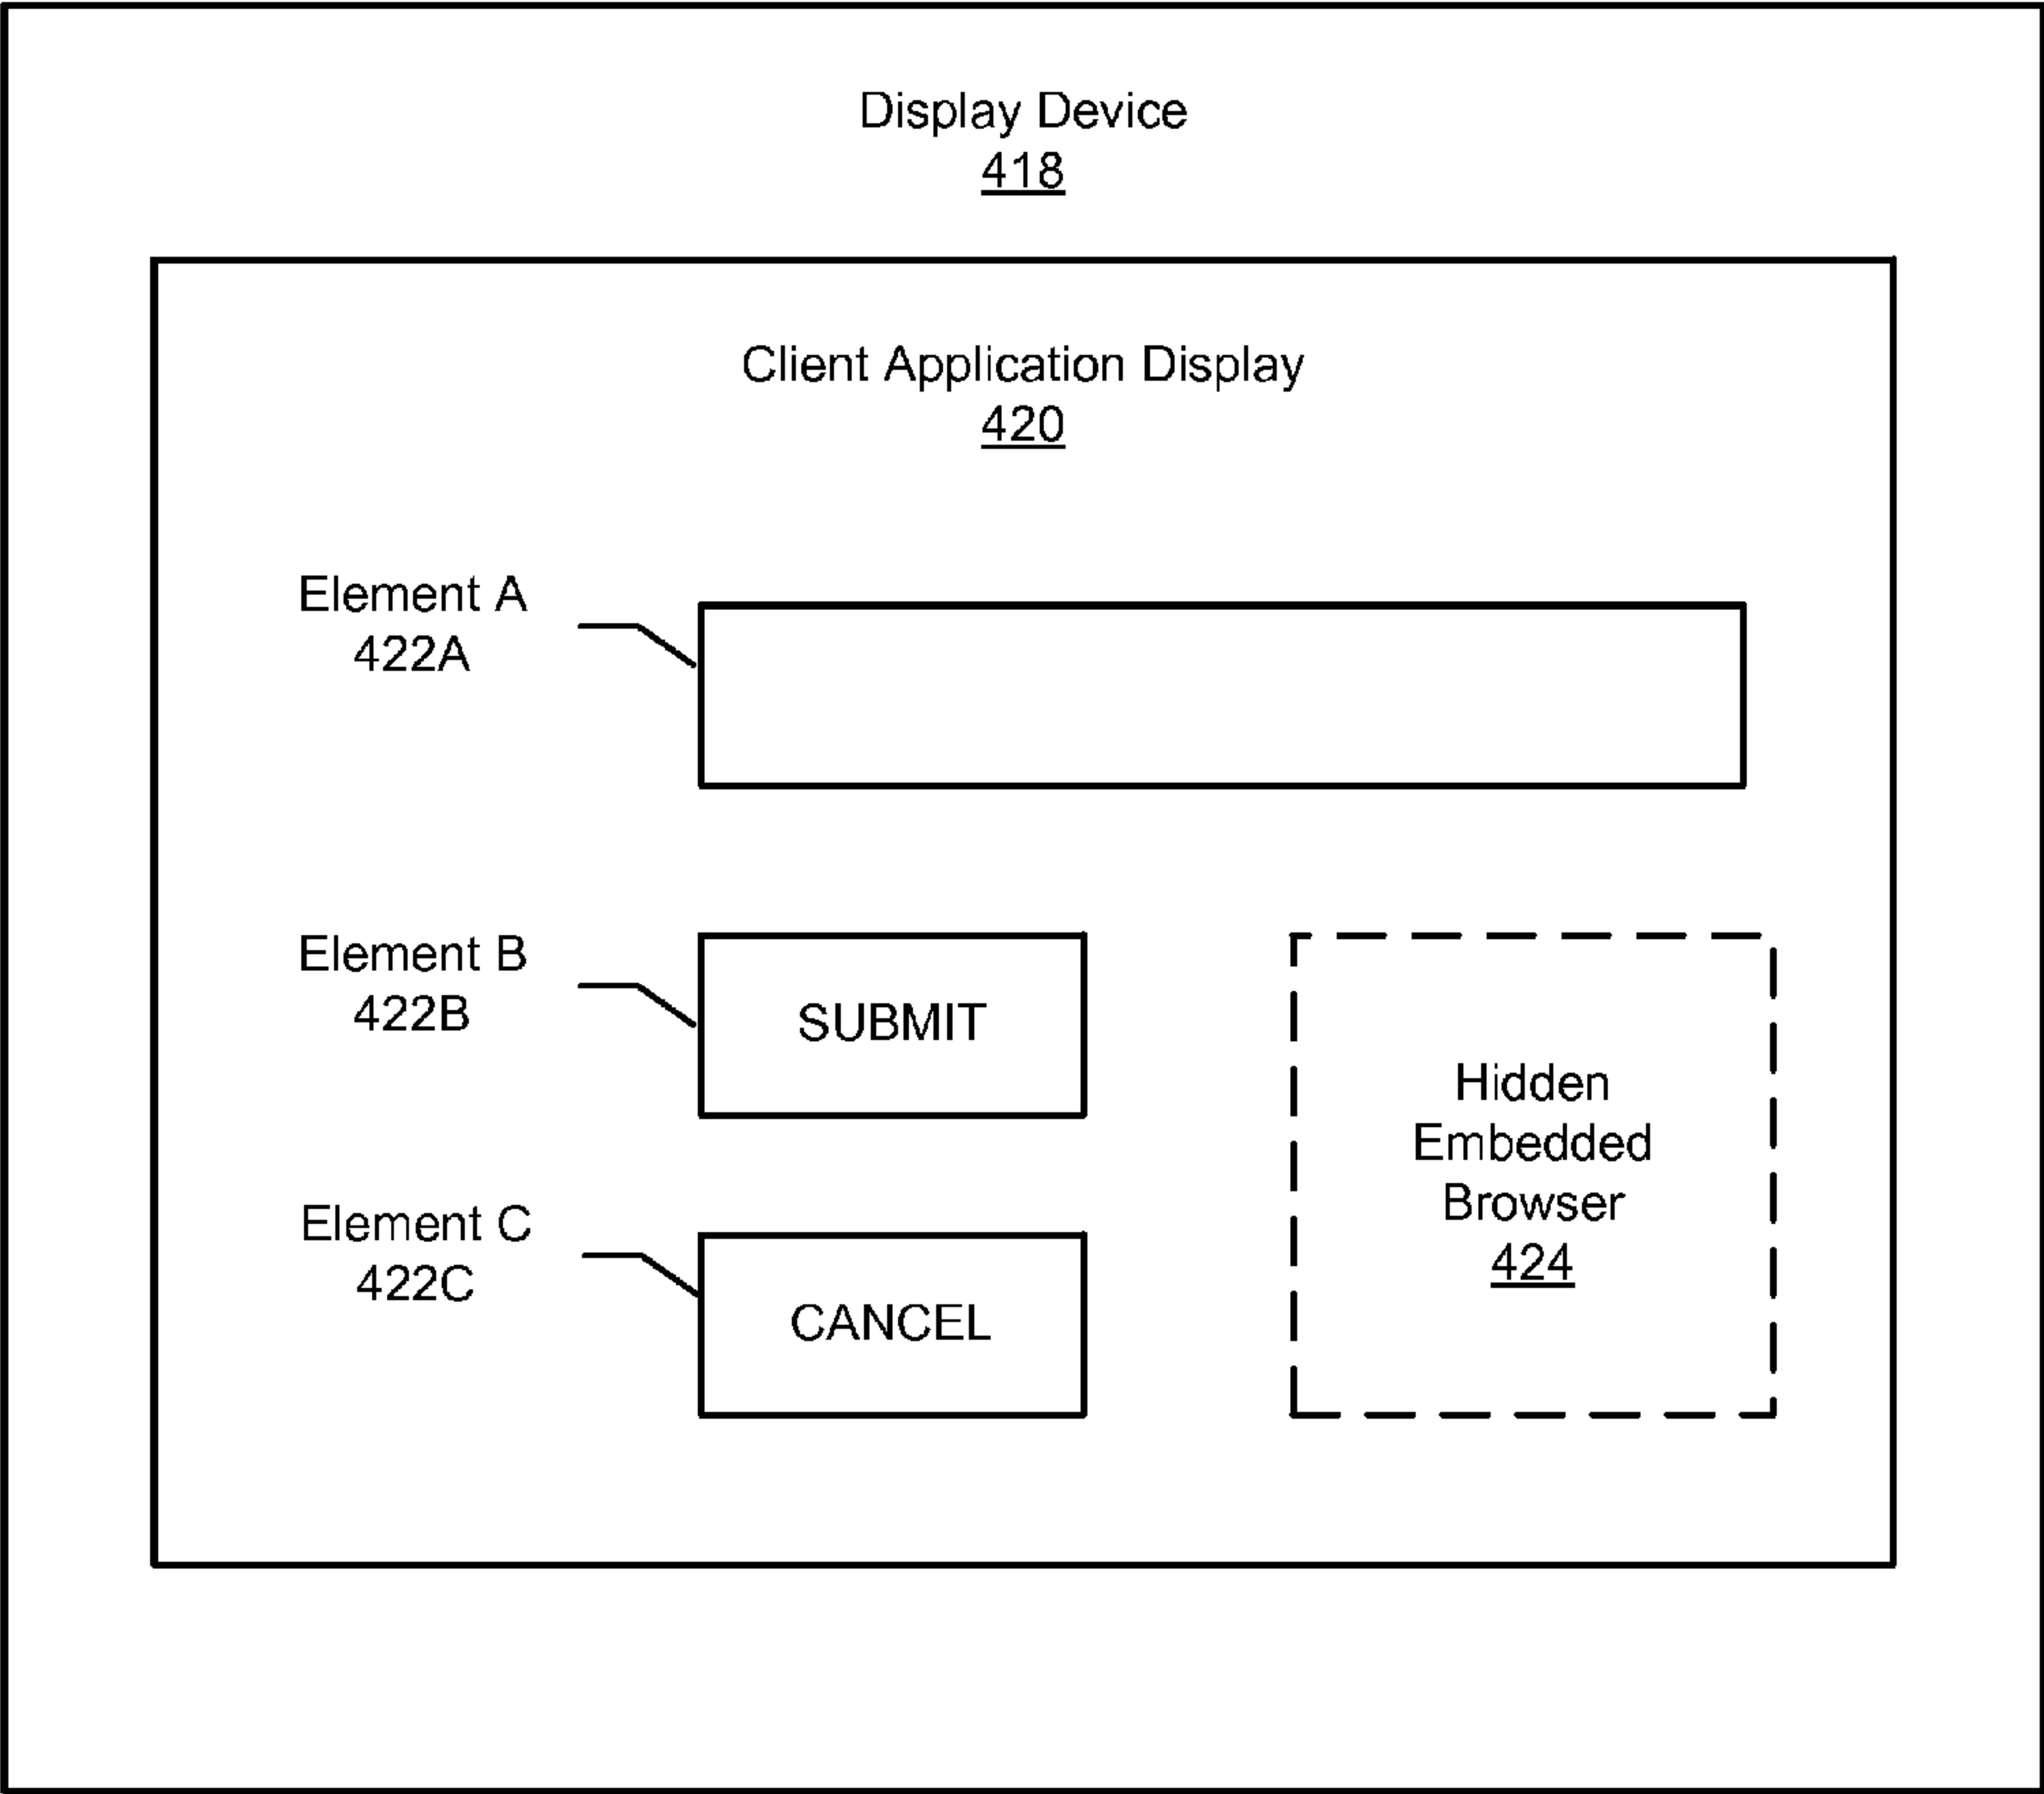 Display Device
418
Client Application Display
420
Element A
422A
Element B
422B
SUBMIT
Element C
422C
CANCEL
Hidden
Embedded
Browser
424